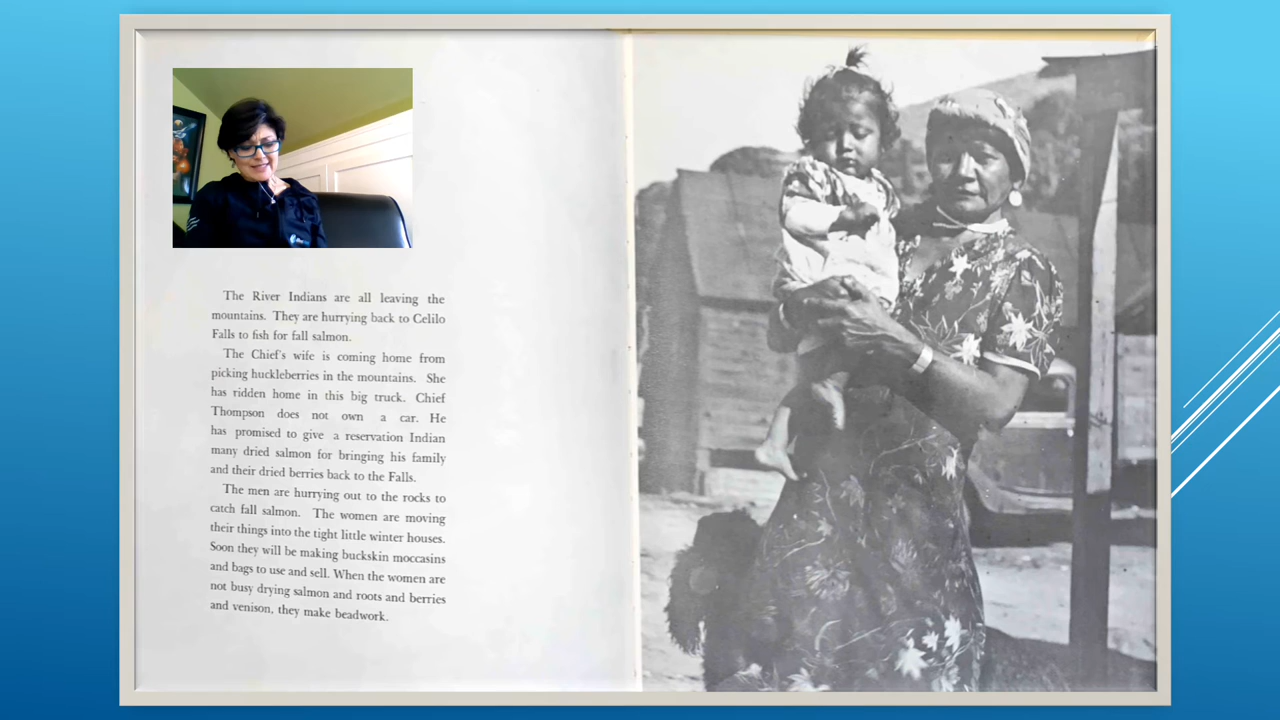 The River Indians are all leaving the
mountains. They are hurrying back to Celilo
Falls to fish for fall salmon.
The Chief's wife is coming home from
picking huckleberries in the mountains. She
has ridden home in this big truck. Chief
Thompson does not own a car. He
has promised to give a reservation Indian
many dried salmon for bringing his family
and their dried berries back to the Falls.
The men are hurrying out to the rocks to
catch fall salmon. The women are moving
their things into the tight little winter houses.
Soon they will be making buckskin moccasins
and bags to use and sell. When the women are
not busy drying salmon and roots and berries
and venison, they make beadwork.